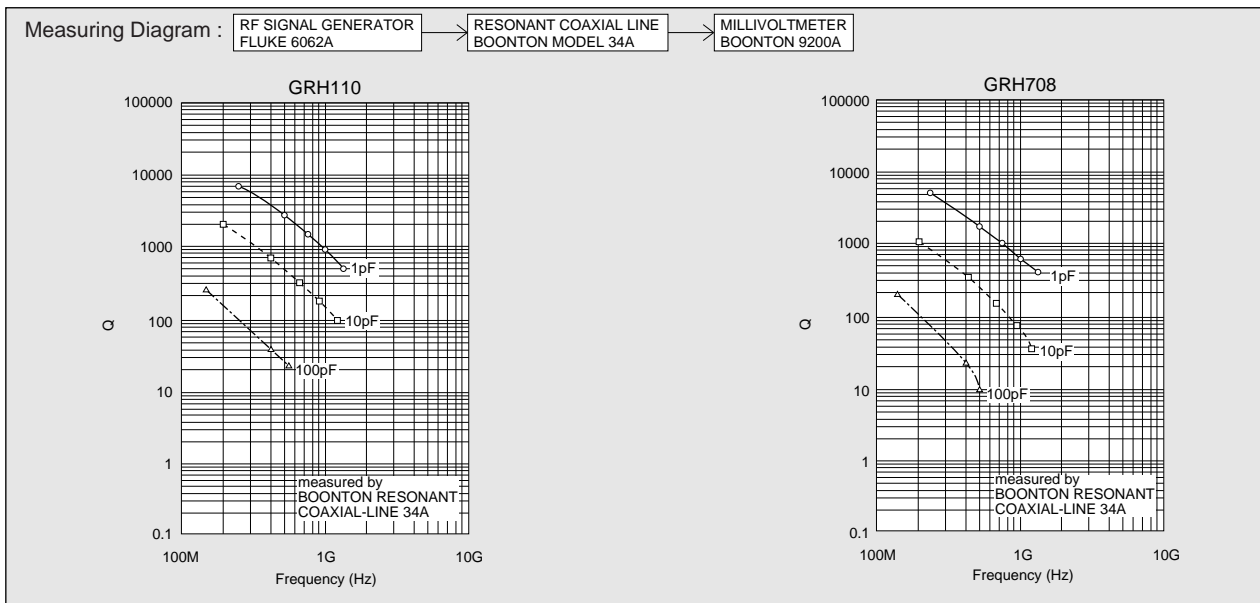 Measuring Diagram :
RF SIGNAL GENERATOR
FLUKE 6062A
RESONANT COAXIAL LINE
BOONTON MODEL 34A
MILLIVOLTMETER
BOONTON 9200A
GRH110
100000
10000
1000
100
10
1
0.1
Q
1pF
10pF
100pF
measured by
BOONTON RESONANT
COAXIAL-LINE 34A
100M
1G
10G
Frequency (Hz)
GRH708
100000
10000
1000
100
10
1
0.1
Q
1pF
10pF
100pF
measured by
BOONTON RESONANT
COAXIAL-LINE 34A
100M
1G
10G
Frequency (Hz)